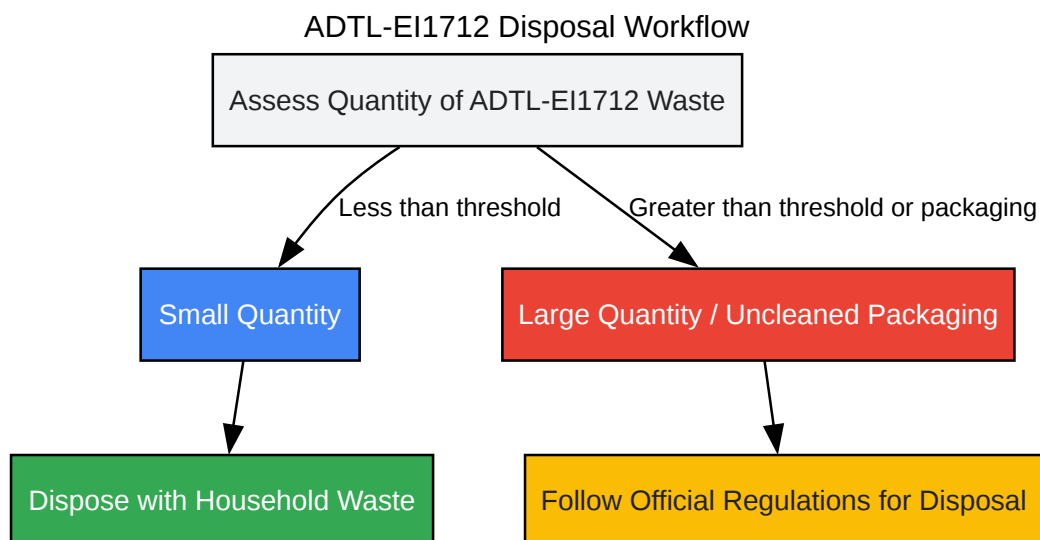 ADTL-EI1712 Disposal Workflow
Assess Quantity of ADTL-EI1712 Waste
Less than threshold
Greater than threshold or packaging
Small Quantity
Large Quantity / Uncleaned Packaging
Dispose with Household Waste
Follow Official Regulations for Disposal